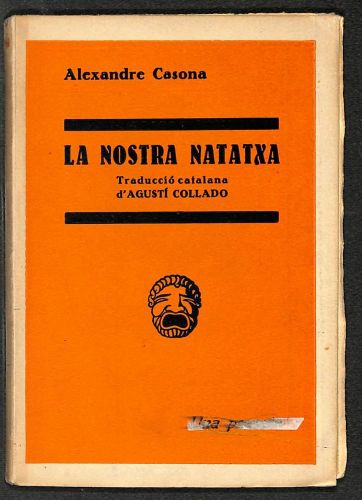 Alexandre Casona
LA NOSTRA NATATXA
Traducció catalana
d'AGUSTÍ COLLADO